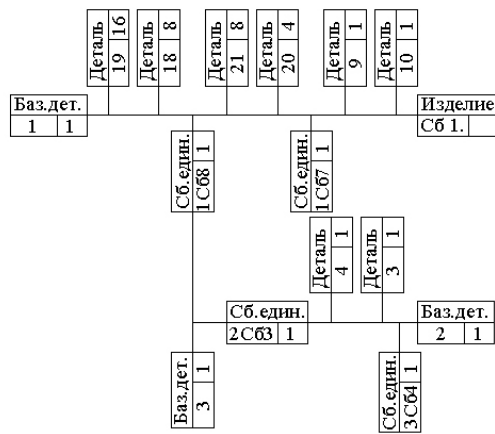 Деталь 19 16
Деталь 18 8
Деталь 21 8
Деталь 20 4
Деталь 9 1
Деталь 10 1
Баз.дет.
1 1
Изделие
Сб 1.
Сб.един. 1Сб8 1
Сб.един. 1Сб7 1
Деталь 4 1
Деталь 3 1
Сб.един.
2Сб3 1
Баз.дет.
2 1
Баз.дет. 3 1
Сб.един. 3Сб4 1